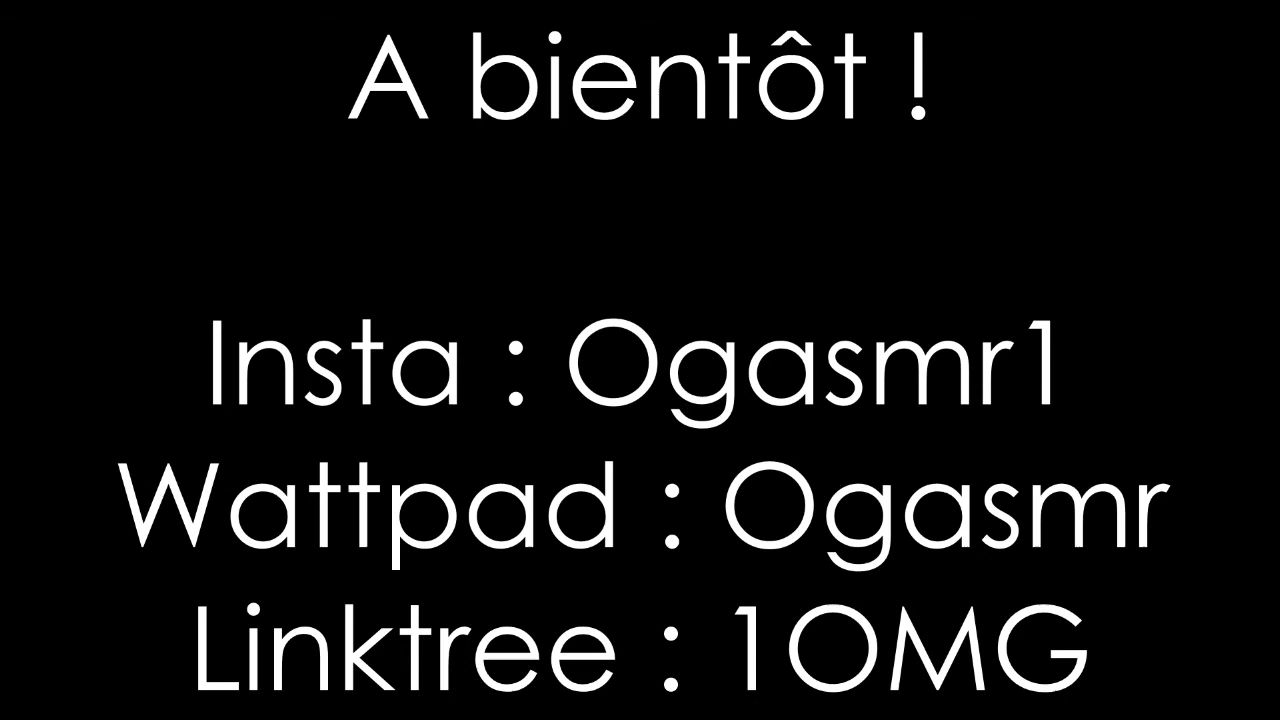 A bientôt !
Insta : Ogasmr1
Wattpad : Ogasmr
Linktree : 1OMG